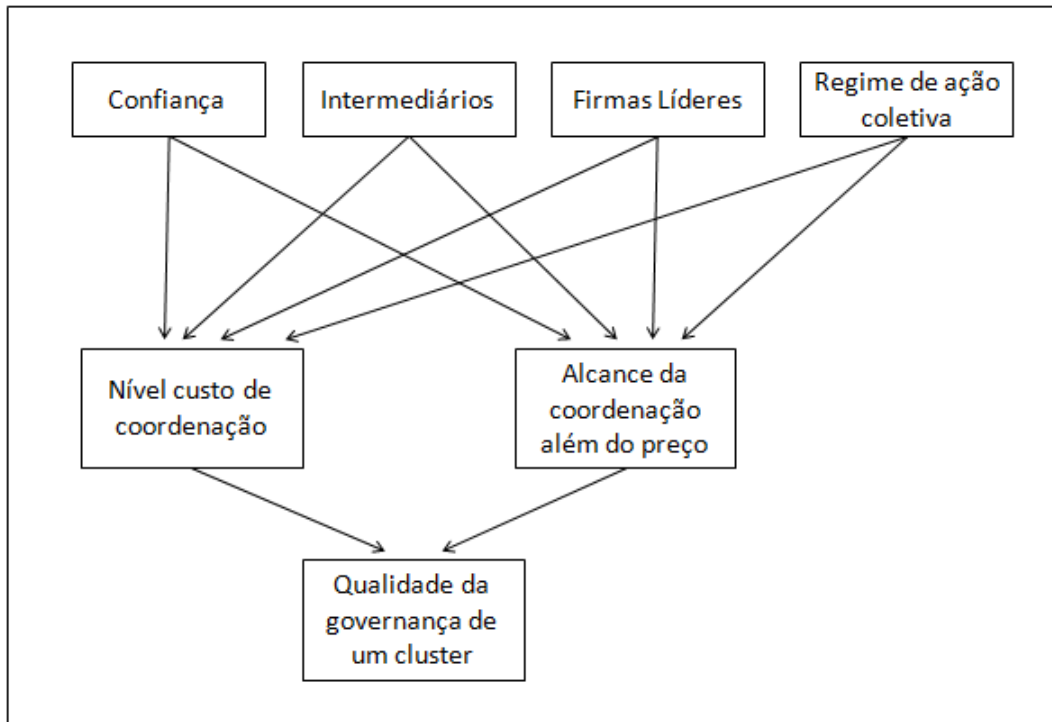 Confiança
Intermediários
Firmas Líderes
Regime de ação
coletiva
Nível custo de
coordenação
Alcance da
coordenação
além do preço
Qualidade da
governança de
um cluster